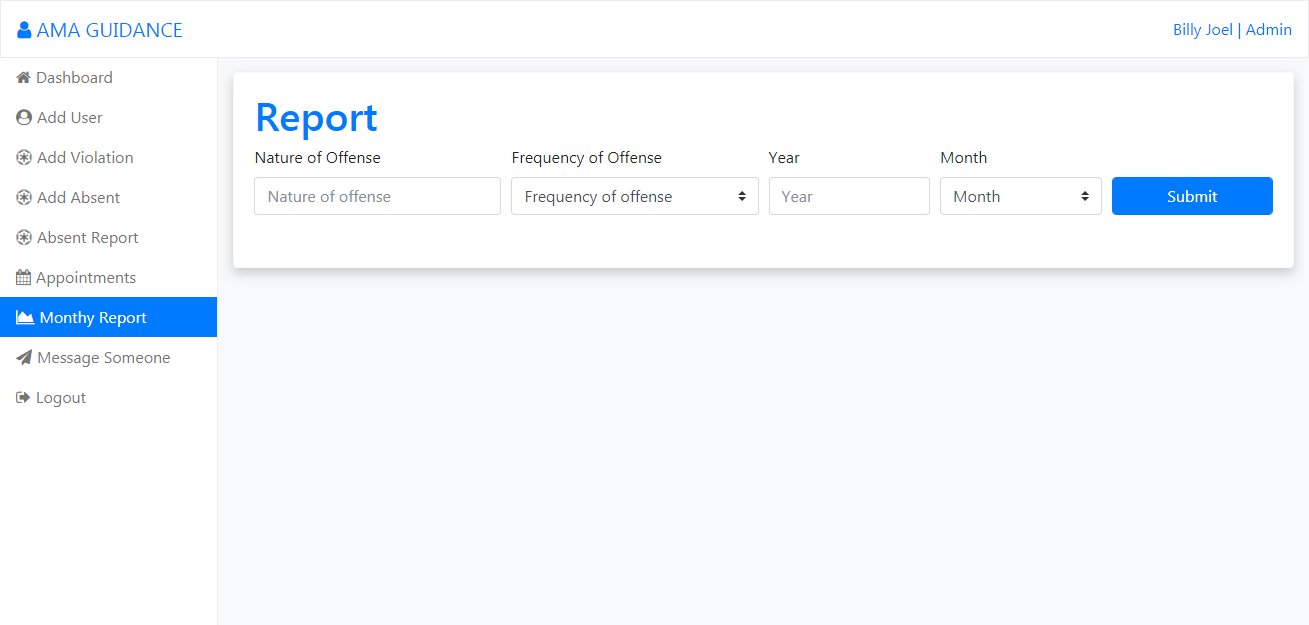 AMA GUIDANCE
Billy Joel | Admin
Dashboard
Add User
Add Violation
Add Absent
Absent Report
Appointments
Monthy Report
Message Someone
Logout
Report
Nature of Offense
Frequency of Offense
Year
Month
Nature of offense
Frequency of offense
Year
Month
Submit